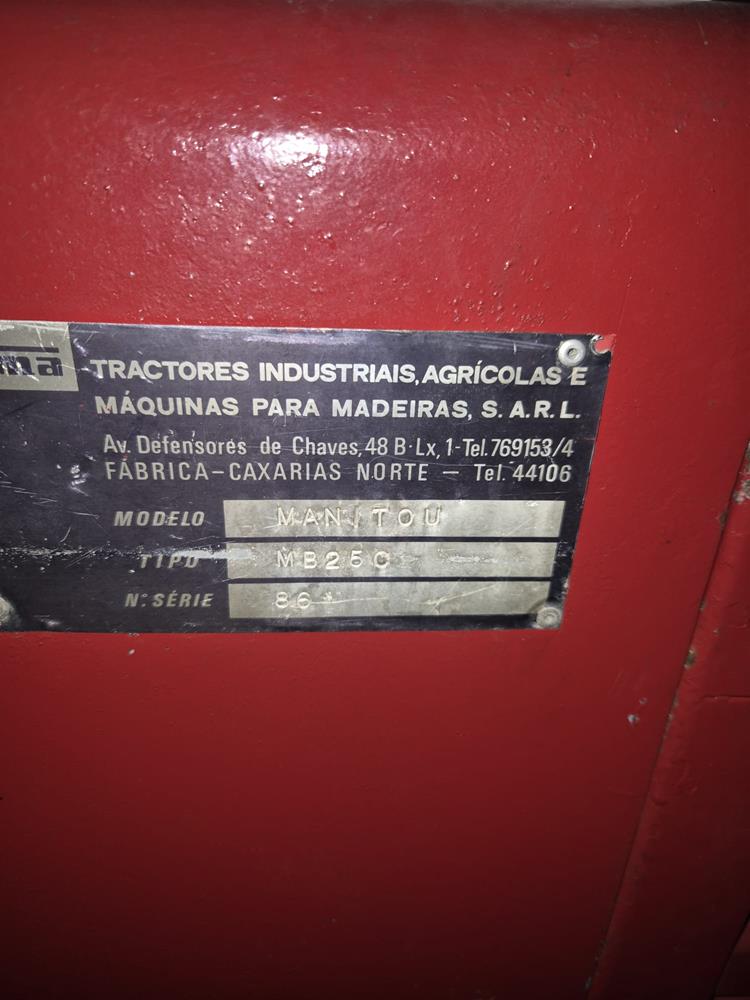 TRACTORES INDUSTRIAIS, AGRÍCOLAS E
MÁQUINAS PARA MADEIRAS, S.A.R.L.
Av. Defensores de Chaves, 48 B·Lx, 1-Tel. 769153/4
FÁBRICA-CAXARIAS NORTE - Tel. 44106
MODELO MANITOU
TIPO MB25C
N.º SÉRIE 86